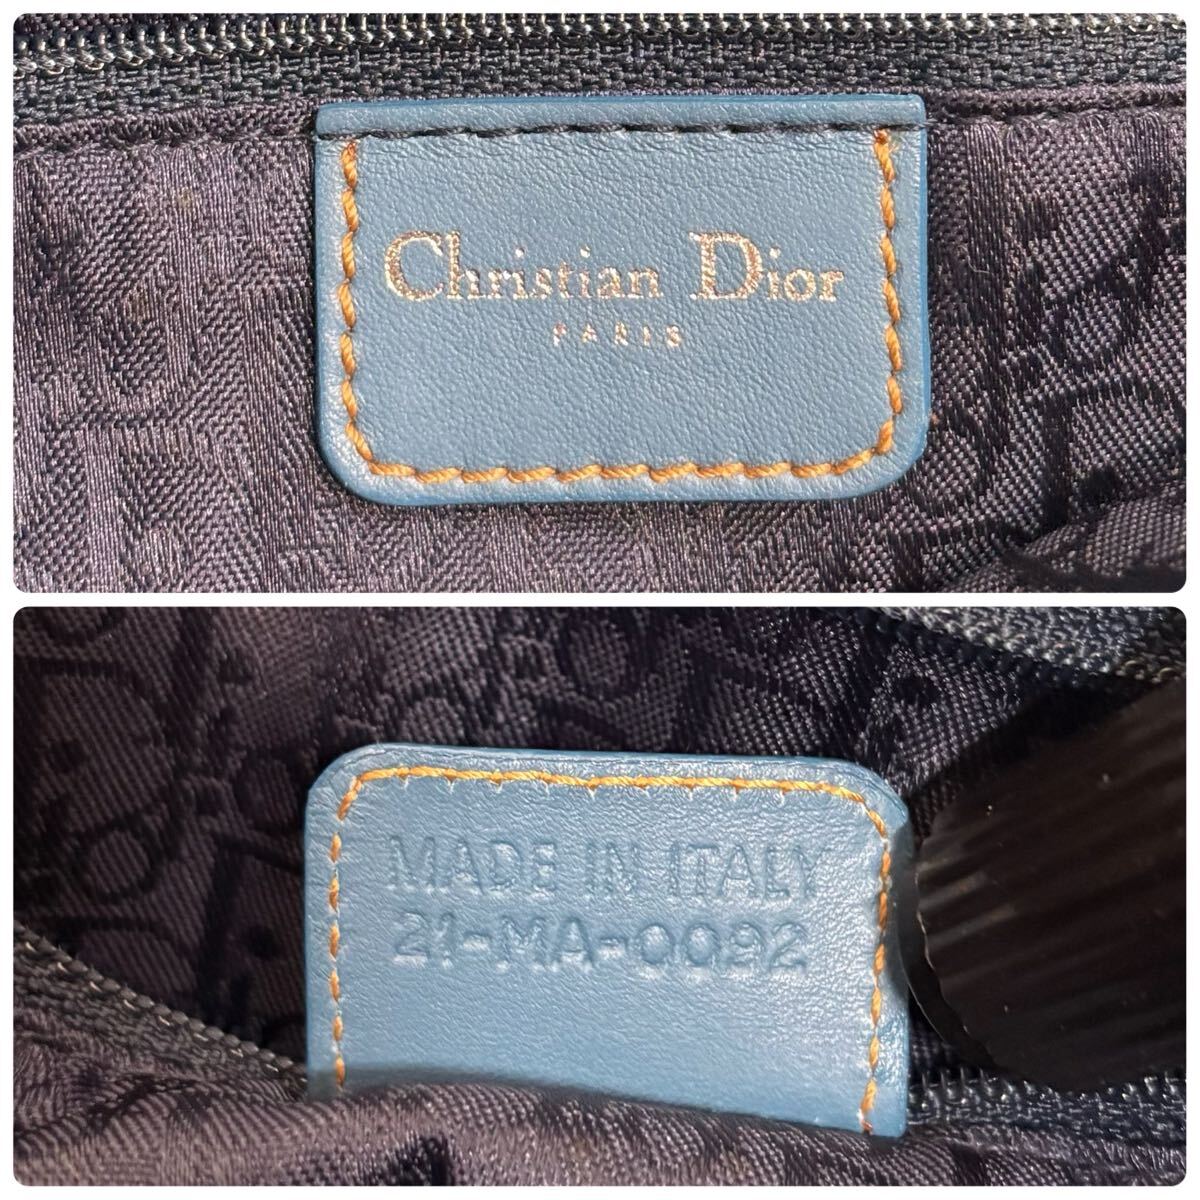 Christian Dior
PARIS
MADE IN ITALY
21-MA-0092